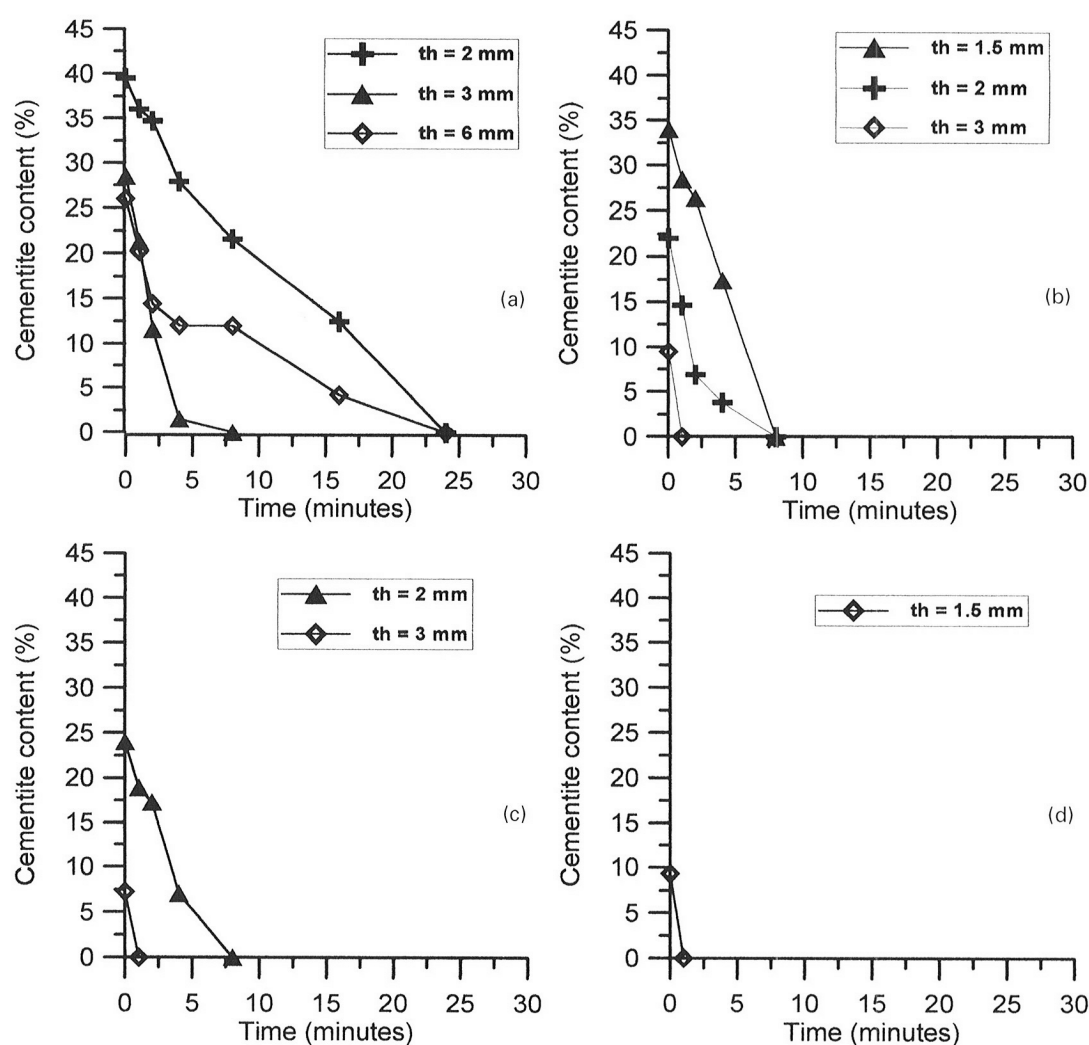 45
40
35
30
25
20
15
10
5
0
Cementite content (%)
th = 2 mm
th = 3 mm
th = 6 mm
(a)
0 5 10 15 20 25 30
Time (minutes)
45
40
35
30
25
20
15
10
5
0
Cementite content (%)
th = 1.5 mm
th = 2 mm
th = 3 mm
(b)
0 5 10 15 20 25 30
Time (minutes)
45
40
35
30
25
20
15
10
5
0
Cementite content (%)
th = 2 mm
th = 3 mm
(c)
0 5 10 15 20 25 30
Time (minutes)
45
40
35
30
25
20
15
10
5
0
Cementite content (%)
th = 1.5 mm
(d)
0 5 10 15 20 25 30
Time (minutes)